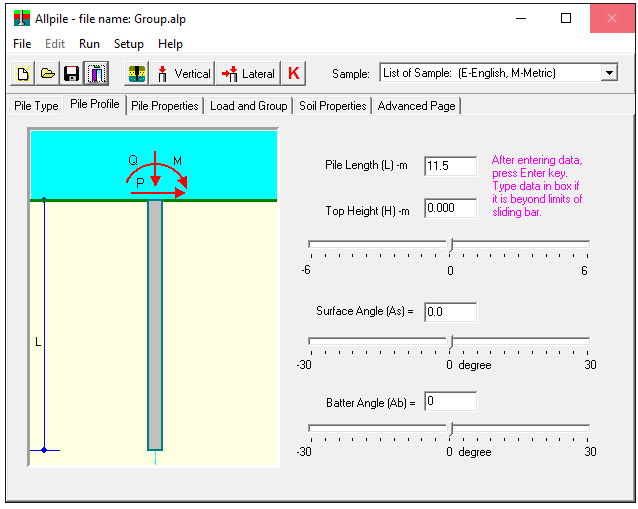 Allpile - file name: Group.alp
File Edit Run Setup Help
Vertical Lateral K Sample: List of Sample: (E-English, M-Metric)
Pile Type Pile Profile Pile Properties Load and Group Soil Properties Advanced Page
Q M
P
L
Pile Length (L) -m 11.5
After entering data,
press Enter key.
Type data in box if
it is beyond limits of
sliding bar.
Top Height (H) -m 0.000
-6 0 6
Surface Angle (As) = 0.0
-30 0 degree 30
Batter Angle (Ab) = 0
-30 0 degree 30